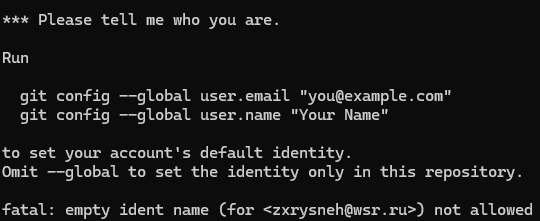 *** Please tell me who you are.
Run
git config --global user.email "you@example.com"
git config --global user.name "Your Name"
to set your account's default identity.
Omit --global to set the identity only in this repository.
fatal: empty ident name (for <zxrysneh@wsr.ru>) not allowed